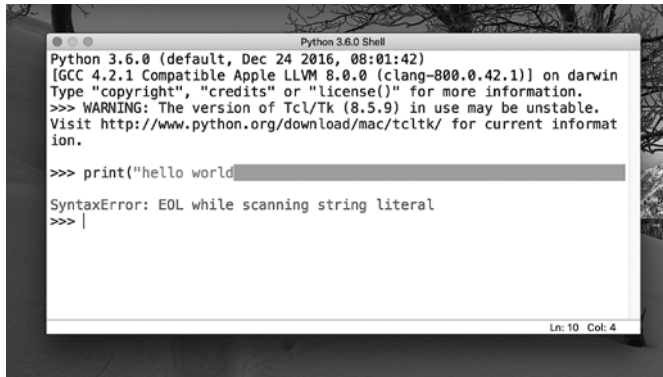 Python 3.6.0 Shell
Python 3.6.0 (default, Dec 24 2016, 08:01:42)
[GCC 4.2.1 Compatible Apple LLVM 8.0.0 (clang-800.0.42.1)] on darwin
Type "copyright", "credits" or "license()" for more information.
>>> WARNING: The version of Tcl/Tk (8.5.9) in use may be unstable.
Visit http://www.python.org/download/mac/tcltk/ for current informat
ion.
>>> print("hello world
SyntaxError: EOL while scanning string literal
>>>
Ln: 10 Col: 4